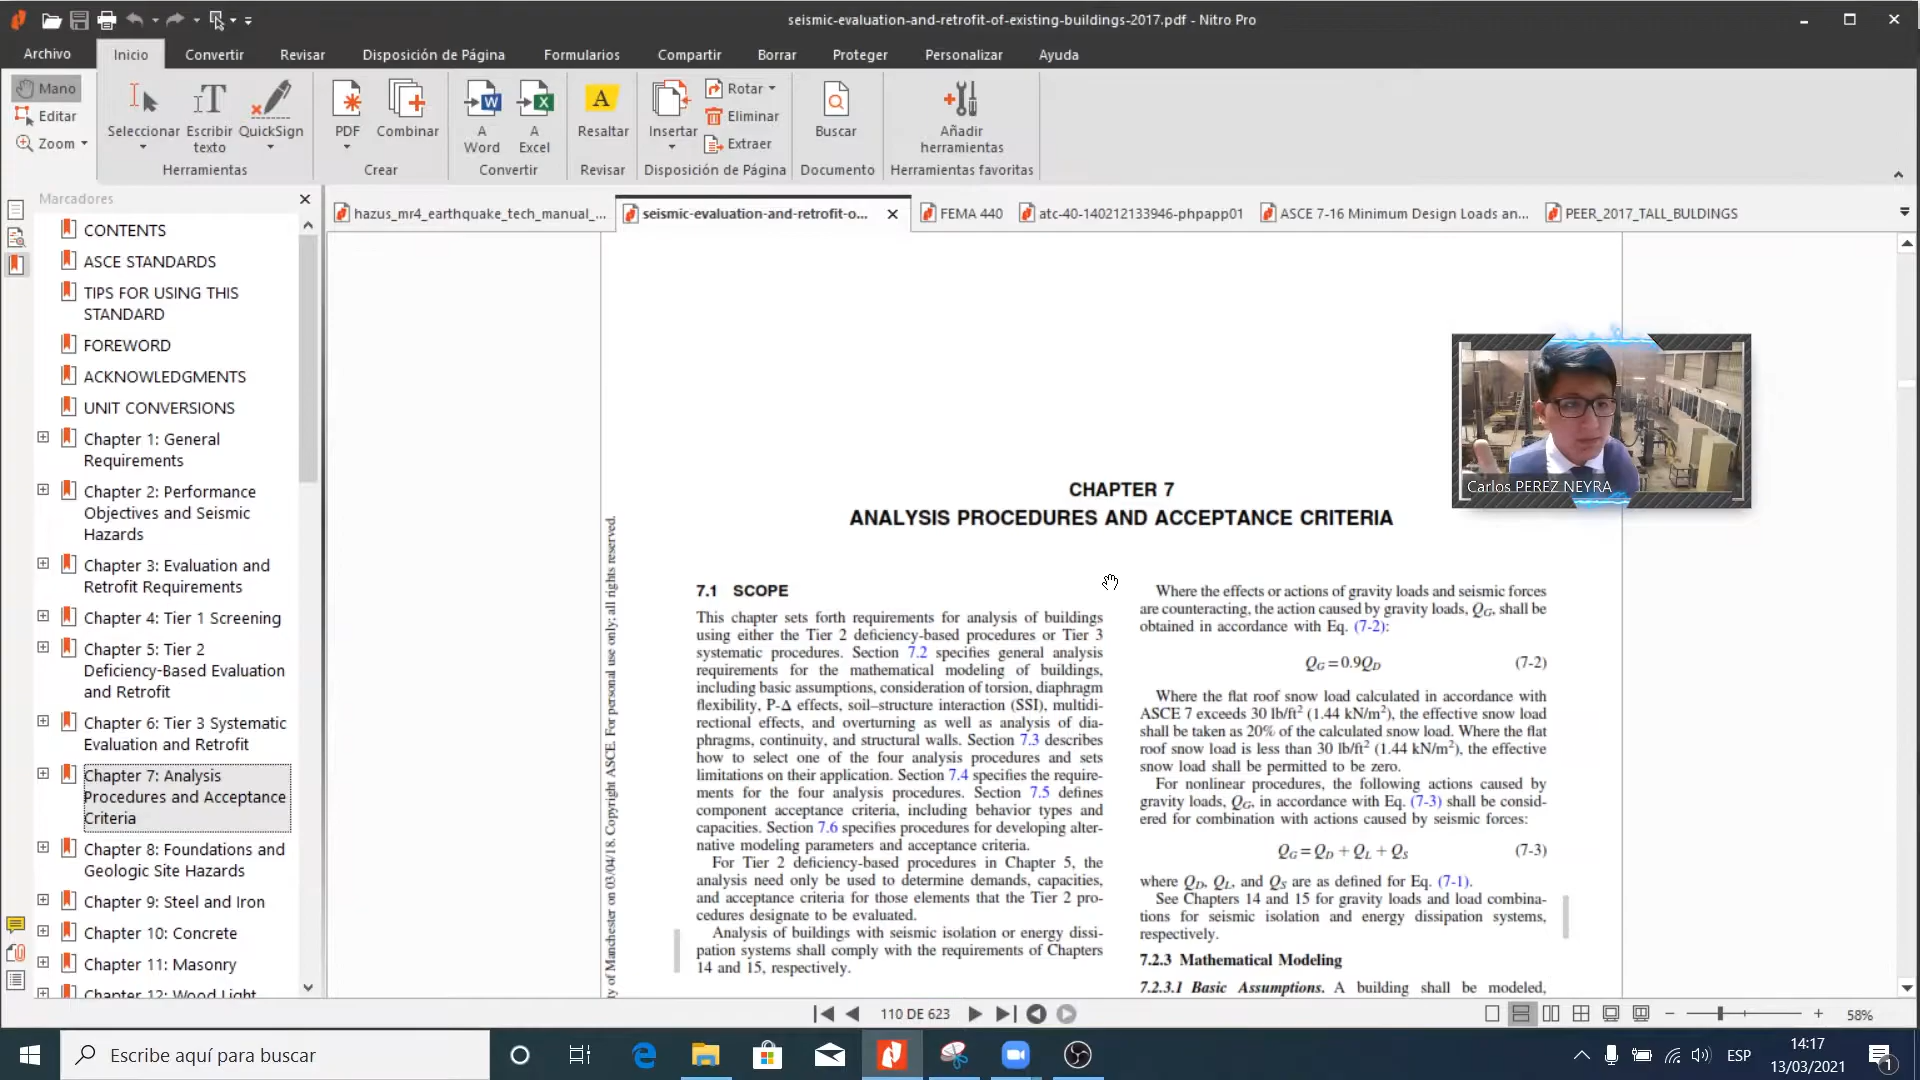 seismic-evaluation-and-retrofit-of-existing-buildings-2017.pdf - Nitro Pro
Archivo
Inicio
Convertir
Revisar
Disposición de Página
Formularios
Compartir
Borrar
Proteger
Personalizar
Ayuda
Mano
Editar
Zoom
Seleccionar
Escribir
texto
QuickSign
Herramientas
PDF
Combinar
Crear
A
Word
A
Excel
Convertir
Resaltar
Revisar
Insertar
Rotar
Eliminar
Extraer
Disposición de Página
Buscar
Documento
Añadir
herramientas
Herramientas favoritas
Marcadores
hazus_mr4_earthquake_tech_manual_...
seismic-evaluation-and-retrofit-o...
FEMA 440
atc-40-140212133946-phpapp01
ASCE 7-16 Minimum Design Loads an...
PEER_2017_TALL_BULDINGS
CONTENTS
ASCE STANDARDS
TIPS FOR USING THIS
STANDARD
FOREWORD
ACKNOWLEDGMENTS
UNIT CONVERSIONS
Chapter 1: General
Requirements
Chapter 2: Performance
Objectives and Seismic
Hazards
Chapter 3: Evaluation and
Retrofit Requirements
Chapter 4: Tier 1 Screening
Chapter 5: Tier 2
Deficiency-Based Evaluation
and Retrofit
Chapter 6: Tier 3 Systematic
Evaluation and Retrofit
Chapter 7: Analysis
Procedures and Acceptance
Criteria
Chapter 8: Foundations and
Geologic Site Hazards
Chapter 9: Steel and Iron
Chapter 10: Concrete
Chapter 11: Masonry
Chapter 12: Wood Light
ty of Manchester on 03/04/18. Copyright ASCE. For personal use only; all rights reserved.
CHAPTER 7
ANALYSIS PROCEDURES AND ACCEPTANCE CRITERIA
7.1 SCOPE
This chapter sets forth requirements for analysis of buildings
using either the Tier 2 deficiency-based procedures or Tier 3
systematic procedures. Section 7.2 specifies general analysis
requirements for the mathematical modeling of buildings,
including basic assumptions, consideration of torsion, diaphragm
flexibility, P-Δ effects, soil–structure interaction (SSI), multidi-
rectional effects, and overturning as well as analysis of dia-
phragms, continuity, and structural walls. Section 7.3 describes
how to select one of the four analysis procedures and sets
limitations on their application. Section 7.4 specifies the require-
ments for the four analysis procedures. Section 7.5 defines
component acceptance criteria, including behavior types and
capacities. Section 7.6 specifies procedures for developing alter-
native modeling parameters and acceptance criteria.
For Tier 2 deficiency-based procedures in Chapter 5, the
analysis need only be used to determine demands, capacities,
and acceptance criteria for those elements that the Tier 2 pro-
cedures designate to be evaluated.
Analysis of buildings with seismic isolation or energy dissi-
pation systems shall comply with the requirements of Chapters
14 and 15, respectively.
Where the effects or actions of gravity loads and seismic forces
are counteracting, the action caused by gravity loads, QG, shall be
obtained in accordance with Eq. (7-2):
QG = 0.9QD (7-2)
Where the flat roof snow load calculated in accordance with
ASCE 7 exceeds 30 lb/ft² (1.44 kN/m²), the effective snow load
shall be taken as 20% of the calculated snow load. Where the flat
roof snow load is less than 30 lb/ft² (1.44 kN/m²), the effective
snow load shall be permitted to be zero.
For nonlinear procedures, the following actions caused by
gravity loads, QG, in accordance with Eq. (7-3) shall be consid-
ered for combination with actions caused by seismic forces:
QG = QD + QL + QS (7-3)
where QD, QL, and QS are as defined for Eq. (7-1).
See Chapters 14 and 15 for gravity loads and load combina-
tions for seismic isolation and energy dissipation systems,
respectively.
7.2.3 Mathematical Modeling
7.2.3.1 Basic Assumptions. A building shall be modeled,
Carlos PEREZ NEYRA
110 DE 623
58%
Escribe aquí para buscar
ESP
14:17
13/03/2021
1